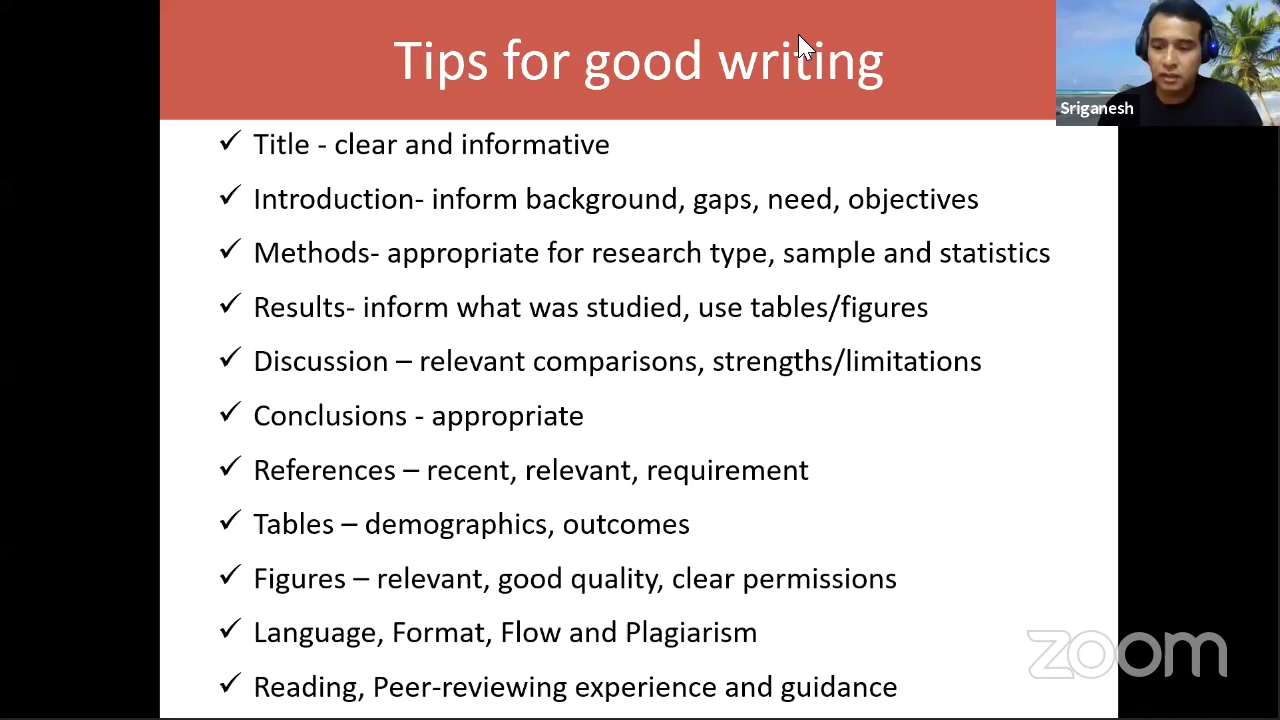 Tips for good writing
Sriganesh
✓ Title - clear and informative
✓ Introduction- inform background, gaps, need, objectives
✓ Methods- appropriate for research type, sample and statistics
✓ Results- inform what was studied, use tables/figures
✓ Discussion – relevant comparisons, strengths/limitations
✓ Conclusions - appropriate
✓ References – recent, relevant, requirement
✓ Tables – demographics, outcomes
✓ Figures – relevant, good quality, clear permissions
✓ Language, Format, Flow and Plagiarism
zoom
✓ Reading, Peer-reviewing experience and guidance